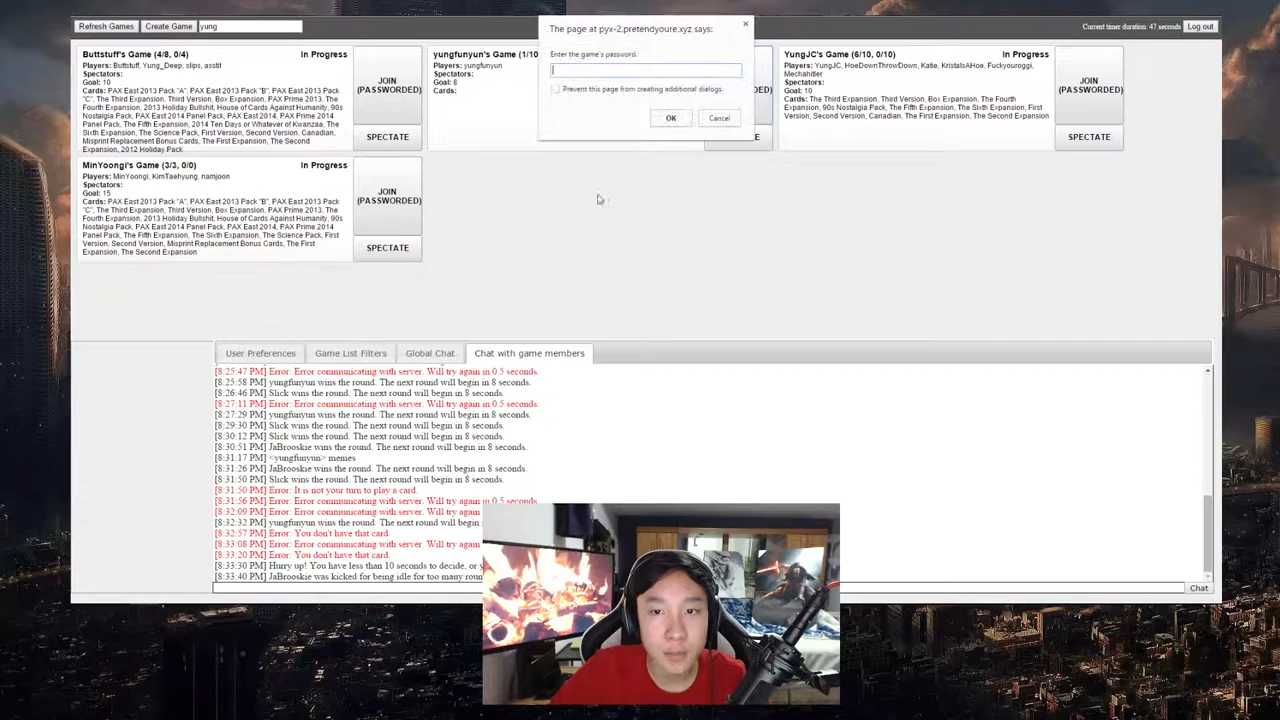 Refresh Games Create Game yung
Current timer duration: 47 seconds Log out
The page at pyx-2.pretendyoure.xyz says:
Enter the game's password.
Prevent this page from creating additional dialogs.
OK Cancel
Buttstuff's Game (4/8, 0/4) In Progress
Players: Buttstuff, Yung_Deep, slips, asstit
Spectators:
Goal: 10
Cards: PAX East 2013 Pack "A", PAX East 2013 Pack "B", PAX East 2013 Pack
"C", The Third Expansion, Third Version, Box Expansion, PAX Prime 2013, The
Fourth Expansion, 2013 Holiday Bullshit, House of Cards Against Humanity, 90s
Nostalgia Pack, PAX East 2014 Panel Pack, PAX East 2014, PAX Prime 2014
Panel Pack, The Fifth Expansion, 2014 Ten Days or Whatever of Kwanzaa, The
Sixth Expansion, The Science Pack, First Version, Second Version, Canadian,
Misprint Replacement Bonus Cards, The First Expansion, The Second
Expansion, 2012 Holiday Pack
JOIN
(PASSWORDED)
SPECTATE
yungfunyun's Game (1/10
Players: yungfunyun
Spectators:
Goal: 8
Cards:
YungJC's Game (6/10, 0/10) In Progress
Players: YungJC, HoeDownThrowDown, Katie, KristalsAHoe, Fuckyouroggi,
Mechahitler
Spectators:
Goal: 10
Cards: The Third Expansion, Third Version, Box Expansion, The Fourth
Expansion, 90s Nostalgia Pack, The Fifth Expansion, The Sixth Expansion, First
Version, Second Version, Canadian, The First Expansion, The Second Expansion
JOIN
(PASSWORDED)
SPECTATE
MinYoongi's Game (3/3, 0/0) In Progress
Players: MinYoongi, KimTaehyung, namjoon
Spectators:
Goal: 15
Cards: PAX East 2013 Pack "A", PAX East 2013 Pack "B", PAX East 2013 Pack
"C", The Third Expansion, Third Version, Box Expansion, PAX Prime 2013, The
Fourth Expansion, 2013 Holiday Bullshit, House of Cards Against Humanity, 90s
Nostalgia Pack, PAX East 2014 Panel Pack, PAX East 2014, PAX Prime 2014
Panel Pack, The Fifth Expansion, The Sixth Expansion, The Science Pack, First
Version, Second Version, Misprint Replacement Bonus Cards, The First
Expansion, The Second Expansion
JOIN
(PASSWORDED)
SPECTATE
User Preferences Game List Filters Global Chat Chat with game members
[8:25:47 PM] Error: Error communicating with server. Will try again in 0.5 seconds.
[8:25:58 PM] yungfunyun wins the round. The next round will begin in 8 seconds.
[8:26:46 PM] Slick wins the round. The next round will begin in 8 seconds.
[8:27:11 PM] Error: Error communicating with server. Will try again in 0.5 seconds.
[8:27:29 PM] yungfunyun wins the round. The next round will begin in 8 seconds.
[8:29:30 PM] Slick wins the round. The next round will begin in 8 seconds.
[8:30:12 PM] Slick wins the round. The next round will begin in 8 seconds.
[8:30:51 PM] JaBrooskie wins the round. The next round will begin in 8 seconds.
[8:31:17 PM] <yungfunyun> memes
[8:31:26 PM] JaBrooskie wins the round. The next round will begin in 8 seconds.
[8:31:50 PM] Slick wins the round. The next round will begin in 8 seconds.
[8:31:50 PM] Error: It is not your turn to play a card.
[8:31:56 PM] Error: Error communicating with server. Will try again in 0.5 seconds.
[8:32:09 PM] Error: Error communicating with server. Will try again
[8:32:32 PM] yungfunyun wins the round. The next round will begin
[8:32:57 PM] Error: You don't have that card.
[8:33:08 PM] Error: Error communicating with server. Will try again
[8:33:20 PM] Error: You don't have that card.
[8:33:30 PM] Hurry up! You have less than 10 seconds to decide, or
[8:33:40 PM] JaBrooskie was kicked for being idle for too many
Chat